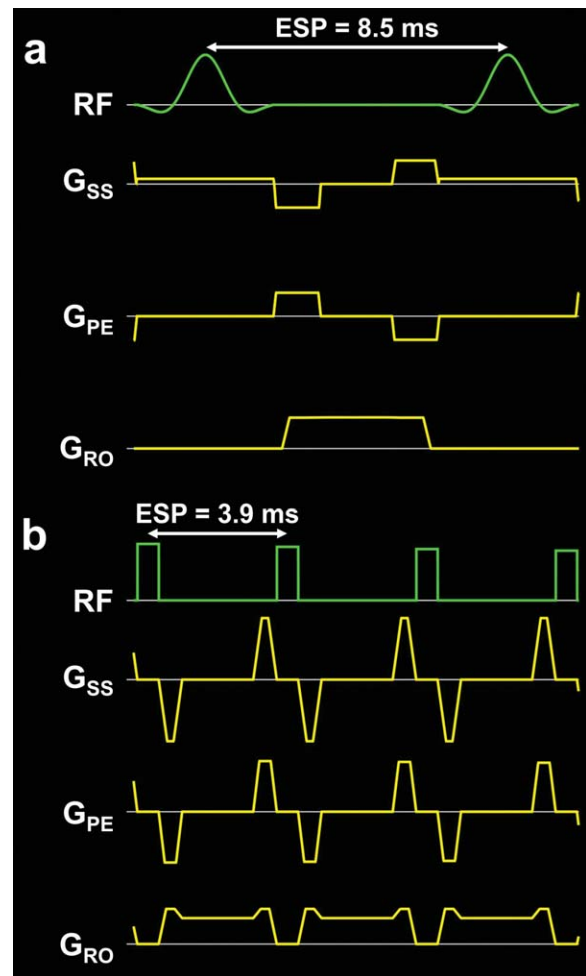 a
ESP = 8.5 ms
RF
GSS
GPE
GRO
b
ESP = 3.9 ms
RF
GSS
GPE
GRO